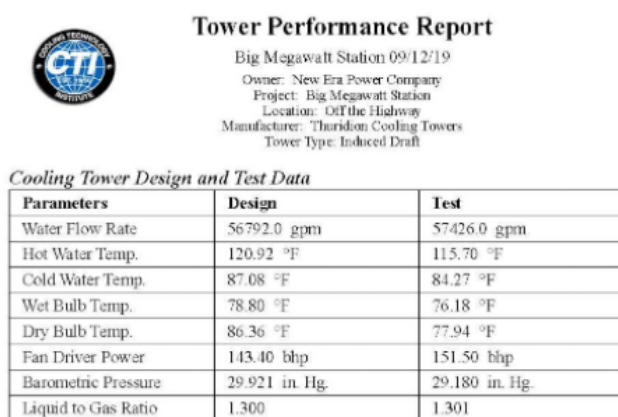 Tower Performance Report
Big Megawatt Station 09/12/19
Owner: New Era Power Company
Project: Big Megawatt Station
Location: Off the Highway
Manufacturer: Thuridion Cooling Towers
Tower Type: Induced Draft
COOLING TECHNOLOGY
CTI
INSTITUTE
Cooling Tower Design and Test Data
Parameters Design Test
Water Flow Rate 56792.0 gpm 57426.0 gpm
Hot Water Temp. 120.92 °F 115.70 °F
Cold Water Temp. 87.08 °F 84.27 °F
Wet Bulb Temp. 78.80 °F 76.18 °F
Dry Bulb Temp. 86.36 °F 77.94 °F
Fan Driver Power 143.40 bhp 151.50 bhp
Barometric Pressure 29.921 in. Hg. 29.180 in. Hg.
Liquid to Gas Ratio 1.300 1.301